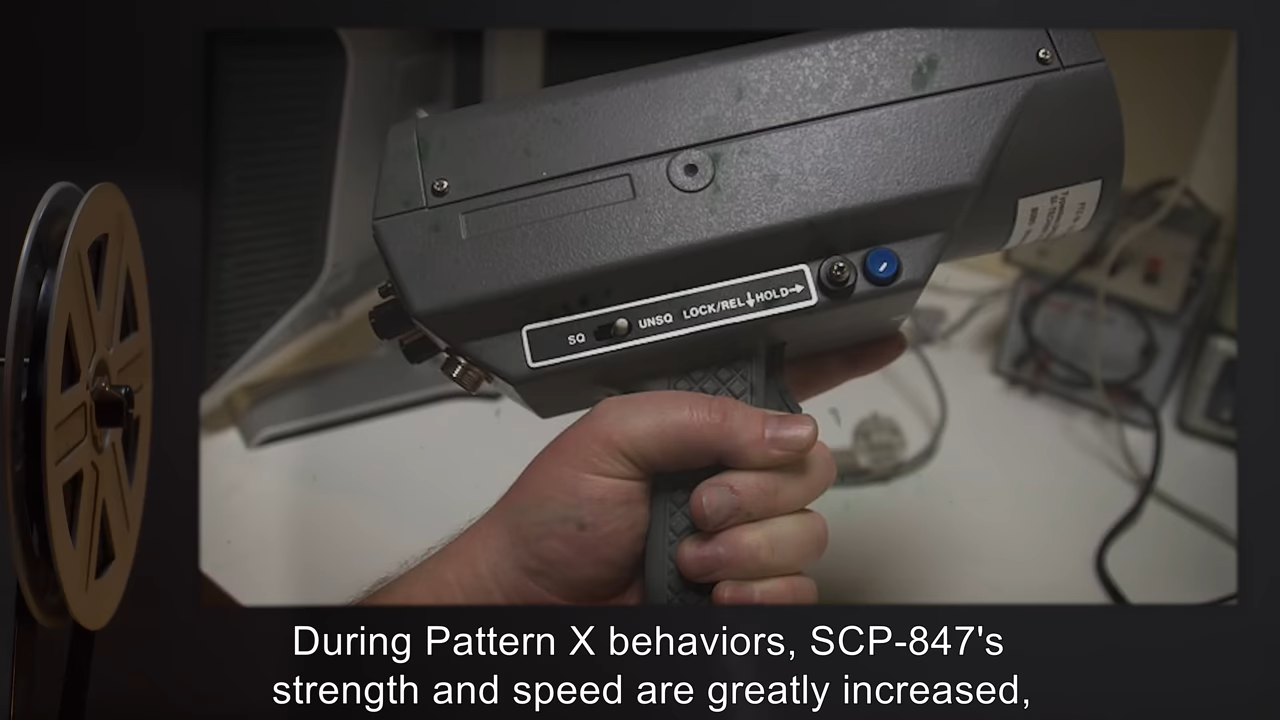 SQ UNSQ LOCK/REL↓HOLD→
During Pattern X behaviors, SCP-847's
strength and speed are greatly increased,